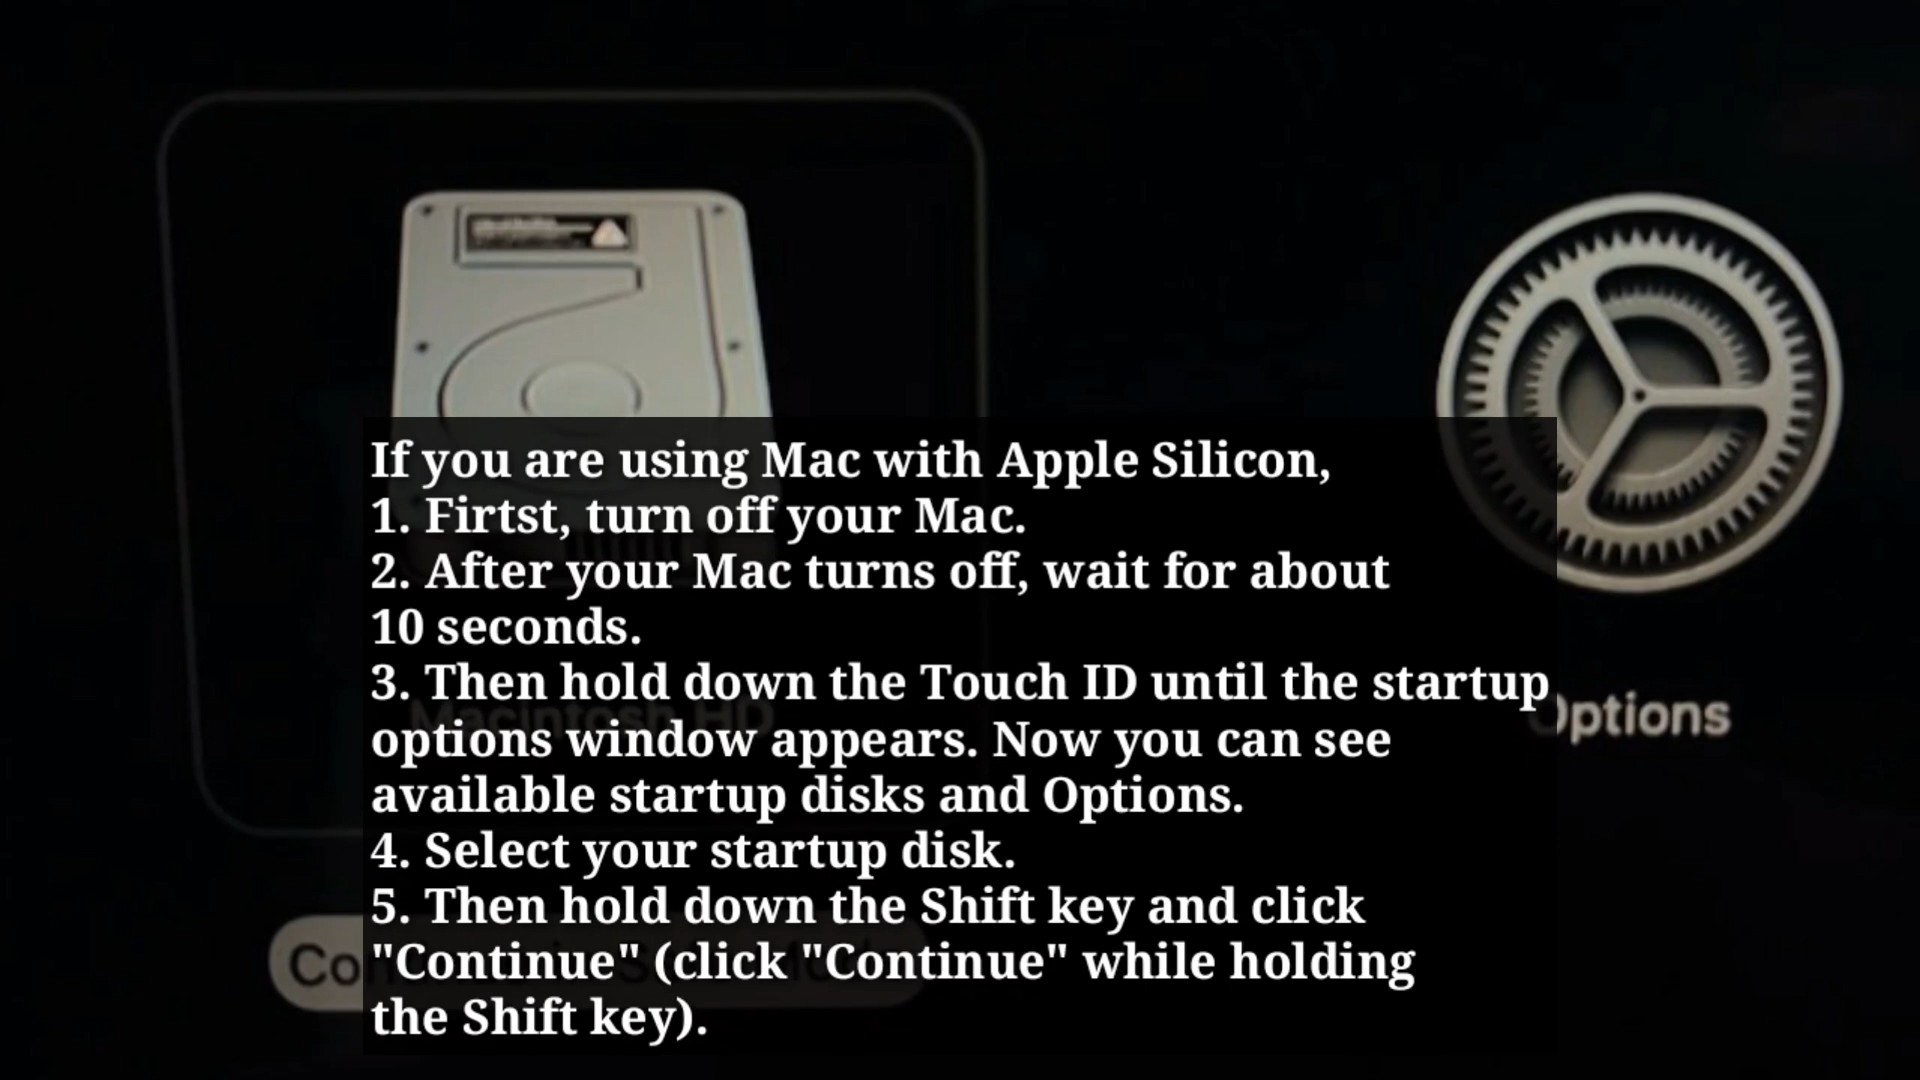 If you are using Mac with Apple Silicon,
1. Firtst, turn off your Mac.
2. After your Mac turns off, wait for about
10 seconds.
3. Then hold down the Touch ID until the startup
options window appears. Now you can see
available startup disks and Options.
4. Select your startup disk.
5. Then hold down the Shift key and click
"Continue" (click "Continue" while holding
the Shift key).
Macintosh HD
Options